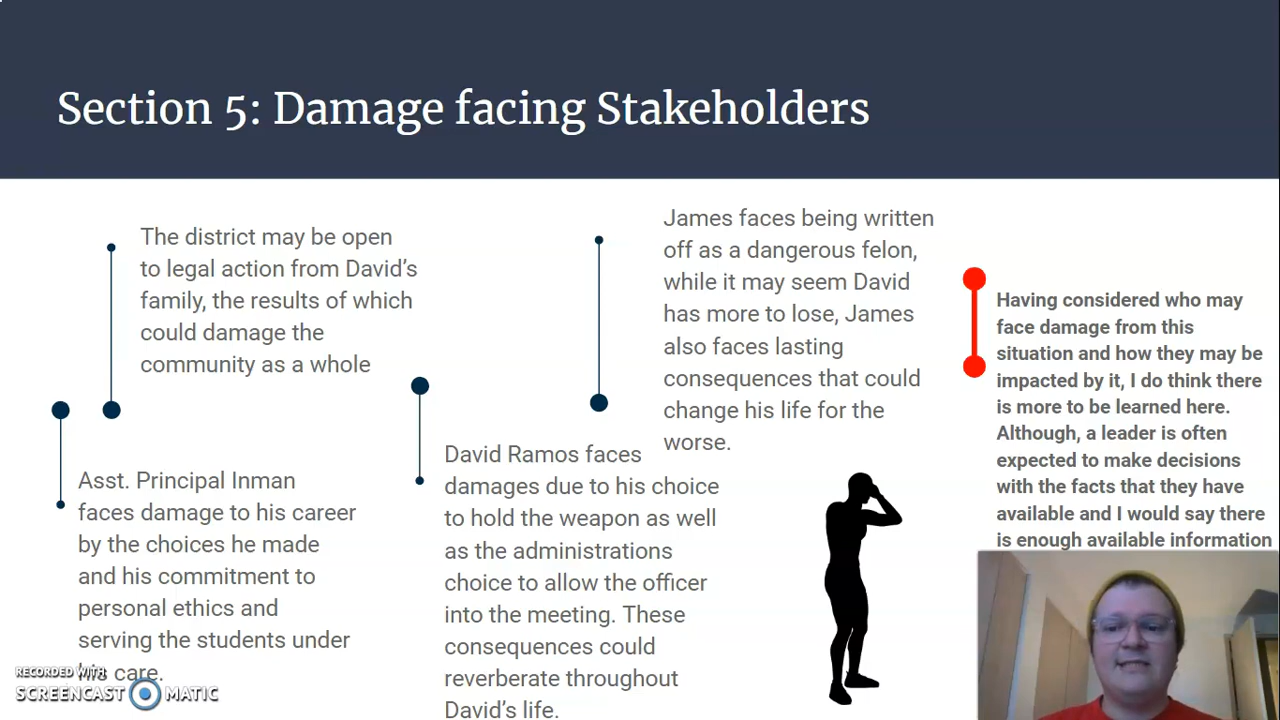 Section 5: Damage facing Stakeholders
The district may be open
to legal action from David's
family, the results of which
could damage the
community as a whole
Asst. Principal Inman
faces damage to his career
by the choices he made
and his commitment to
personal ethics and
serving the students under
his care.
David Ramos faces
damages due to his choice
to hold the weapon as well
as the administrations
choice to allow the officer
into the meeting. These
consequences could
reverberate throughout
David's life.
James faces being written
off as a dangerous felon,
while it may seem David
has more to lose, James
also faces lasting
consequences that could
change his life for the
worse.
Having considered who may
face damage from this
situation and how they may be
impacted by it, I do think there
is more to be learned here.
Although, a leader is often
expected to make decisions
with the facts that they have
available and I would say there
is enough available information
RECORDED WITH
SCREENCAST MATIC